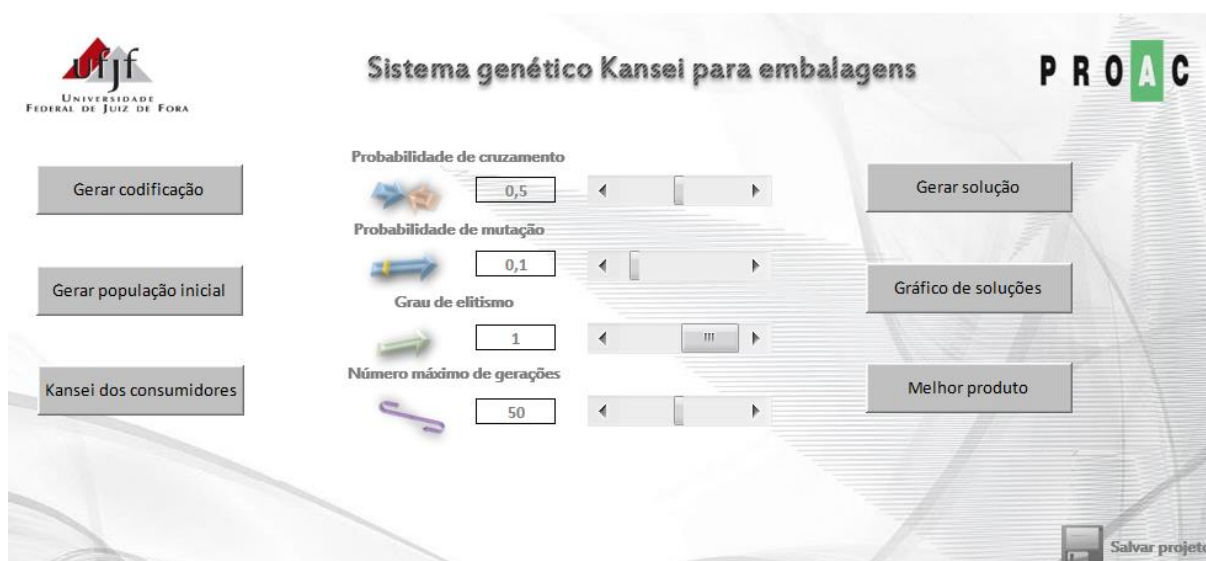 ufjf
UNIVERSIDADE
FEDERAL DE JUIZ DE FORA
Sistema genético Kansei para embalagens
PROAC
Gerar codificação
Gerar população inicial
Kansei dos consumidores
Probabilidade de cruzamento
0,5
Probabilidade de mutação
0,1
Grau de elitismo
1
Número máximo de gerações
50
Gerar solução
Gráfico de soluções
Melhor produto
Salvar projeto